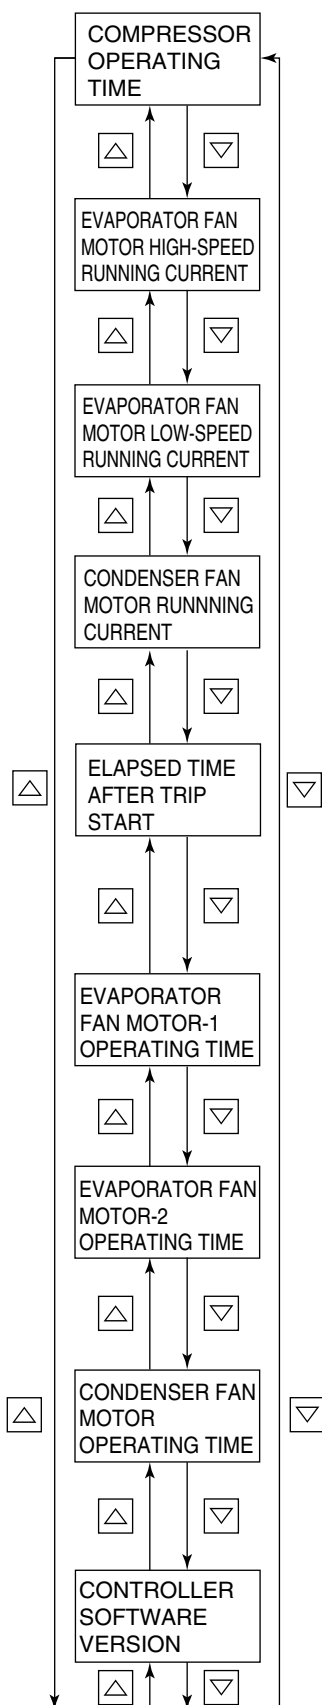 COMPRESSOR
OPERATING
TIME
EVAPORATOR FAN
MOTOR HIGH-SPEED
RUNNING CURRENT
EVAPORATOR FAN
MOTOR LOW-SPEED
RUNNING CURRENT
CONDENSER FAN
MOTOR RUNNNING
CURRENT
ELAPSED TIME
AFTER TRIP
START
EVAPORATOR
FAN MOTOR-1
OPERATING TIME
EVAPORATOR FAN
MOTOR-2
OPERATING TIME
CONDENSER FAN
MOTOR
OPERATING TIME
CONTROLLER
SOFTWARE
VERSION